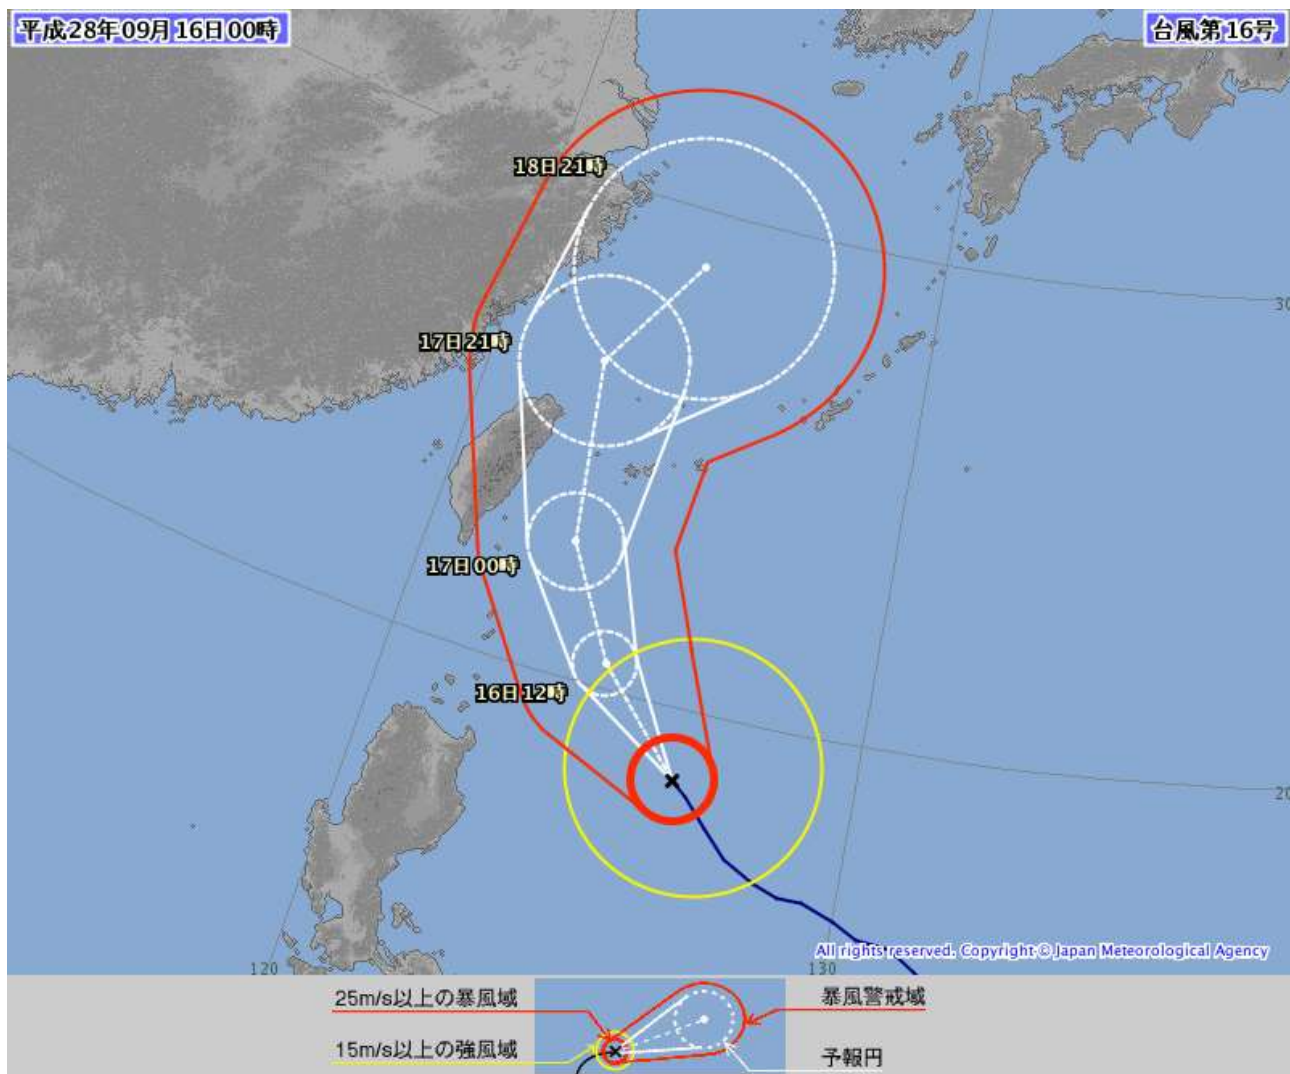 平成28年09月16日00時
台風第16号
18日21時
30
17日21時
17日00時
16日12時
20
All rights reserved. Copyright © Japan Meteorological Agency
120
130
25m/s以上の暴風域
暴風警戒域
15m/s以上の強風域
予報円